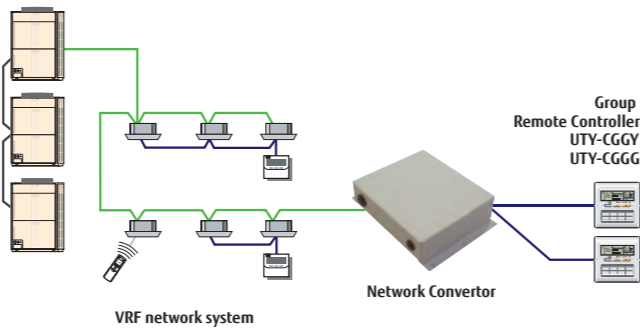 Group
Remote Controller
UTY-CGGY
UTY-CGGG
Network Convertor
VRF network system